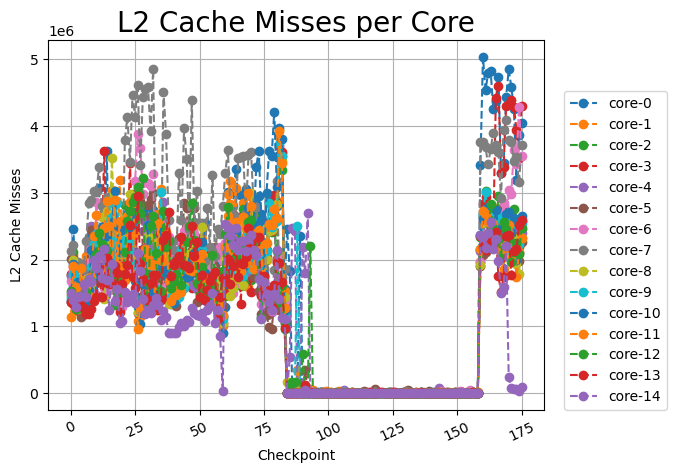 L2 Cache Misses per Core
1e6
5
4
3
2
1
0
L2 Cache Misses
0
25
50
75
100
125
150
175
Checkpoint
core-0
core-1
core-2
core-3
core-4
core-5
core-6
core-7
core-8
core-9
core-10
core-11
core-12
core-13
core-14